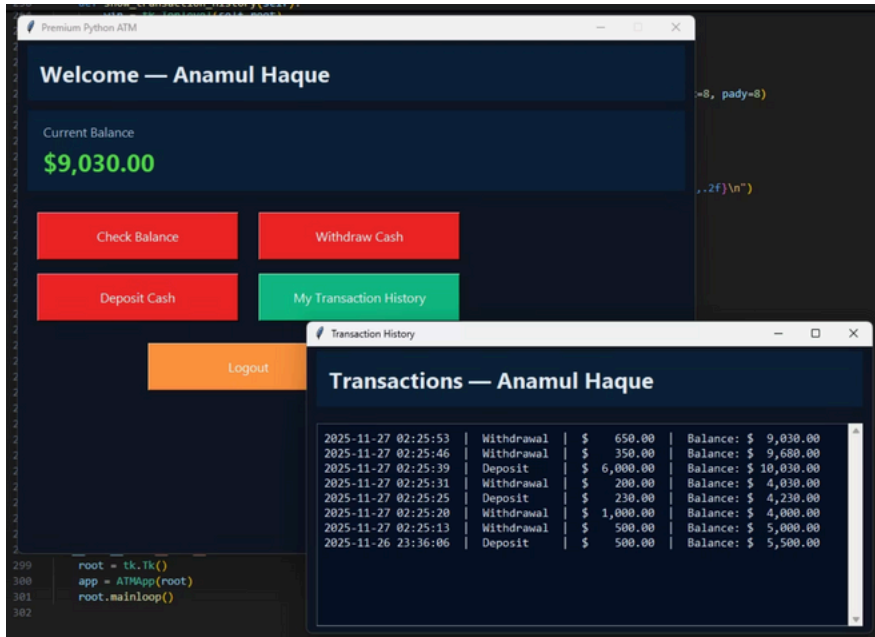 def show_transaction_history(self):
Premium Python ATM
Welcome — Anamul Haque
=8, pady=8)
Current Balance
$9,030.00
,.2f}\n")
Check Balance
Withdraw Cash
Deposit Cash
My Transaction History
Transaction History
Logout
Transactions — Anamul Haque
2025-11-27 02:25:53 | Withdrawal | $ 650.00 | Balance: $ 9,030.00
2025-11-27 02:25:46 | Withdrawal | $ 350.00 | Balance: $ 9,680.00
2025-11-27 02:25:39 | Deposit | $ 6,000.00 | Balance: $ 10,030.00
2025-11-27 02:25:31 | Withdrawal | $ 200.00 | Balance: $ 4,030.00
2025-11-27 02:25:25 | Deposit | $ 230.00 | Balance: $ 4,230.00
2025-11-27 02:25:20 | Withdrawal | $ 1,000.00 | Balance: $ 4,000.00
2025-11-27 02:25:13 | Withdrawal | $ 500.00 | Balance: $ 5,000.00
2025-11-26 23:36:06 | Deposit | $ 500.00 | Balance: $ 5,500.00
299 root = tk.Tk()
300 app = ATMApp(root)
301 root.mainloop()
302